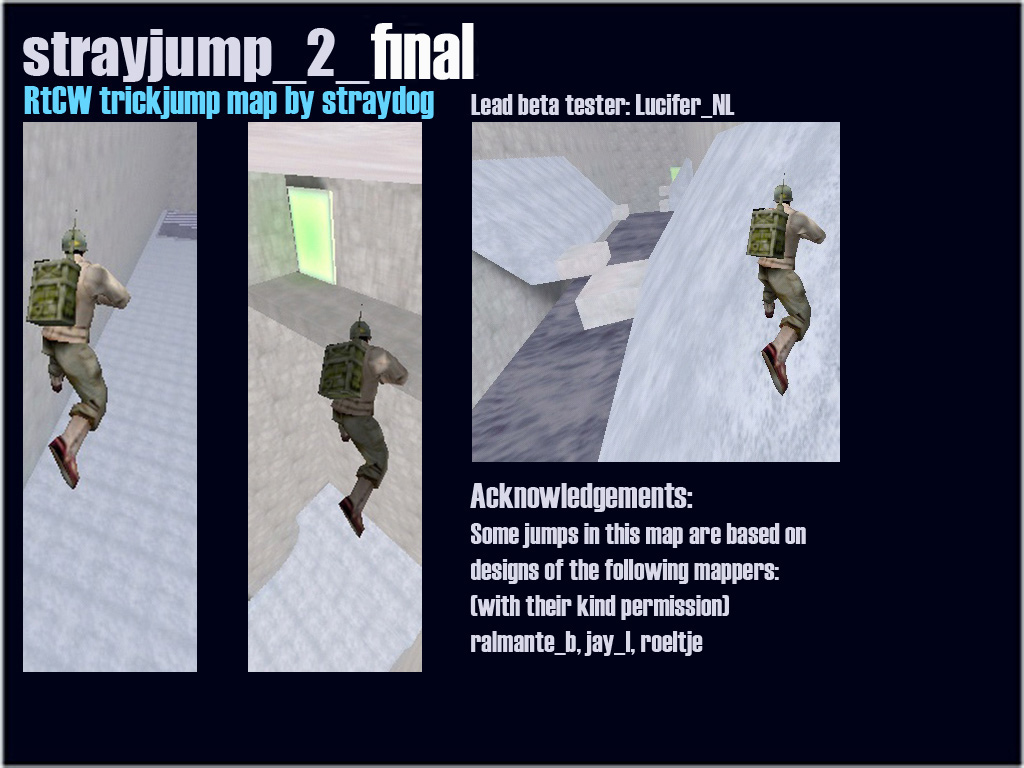 strayjump_2_final
RtCW trickjump map by straydog
Lead beta tester: Lucifer_NL
Acknowledgements:
Some jumps in this map are based on
designs of the following mappers:
(with their kind permission)
ralmante_b, jay_l, roeltje